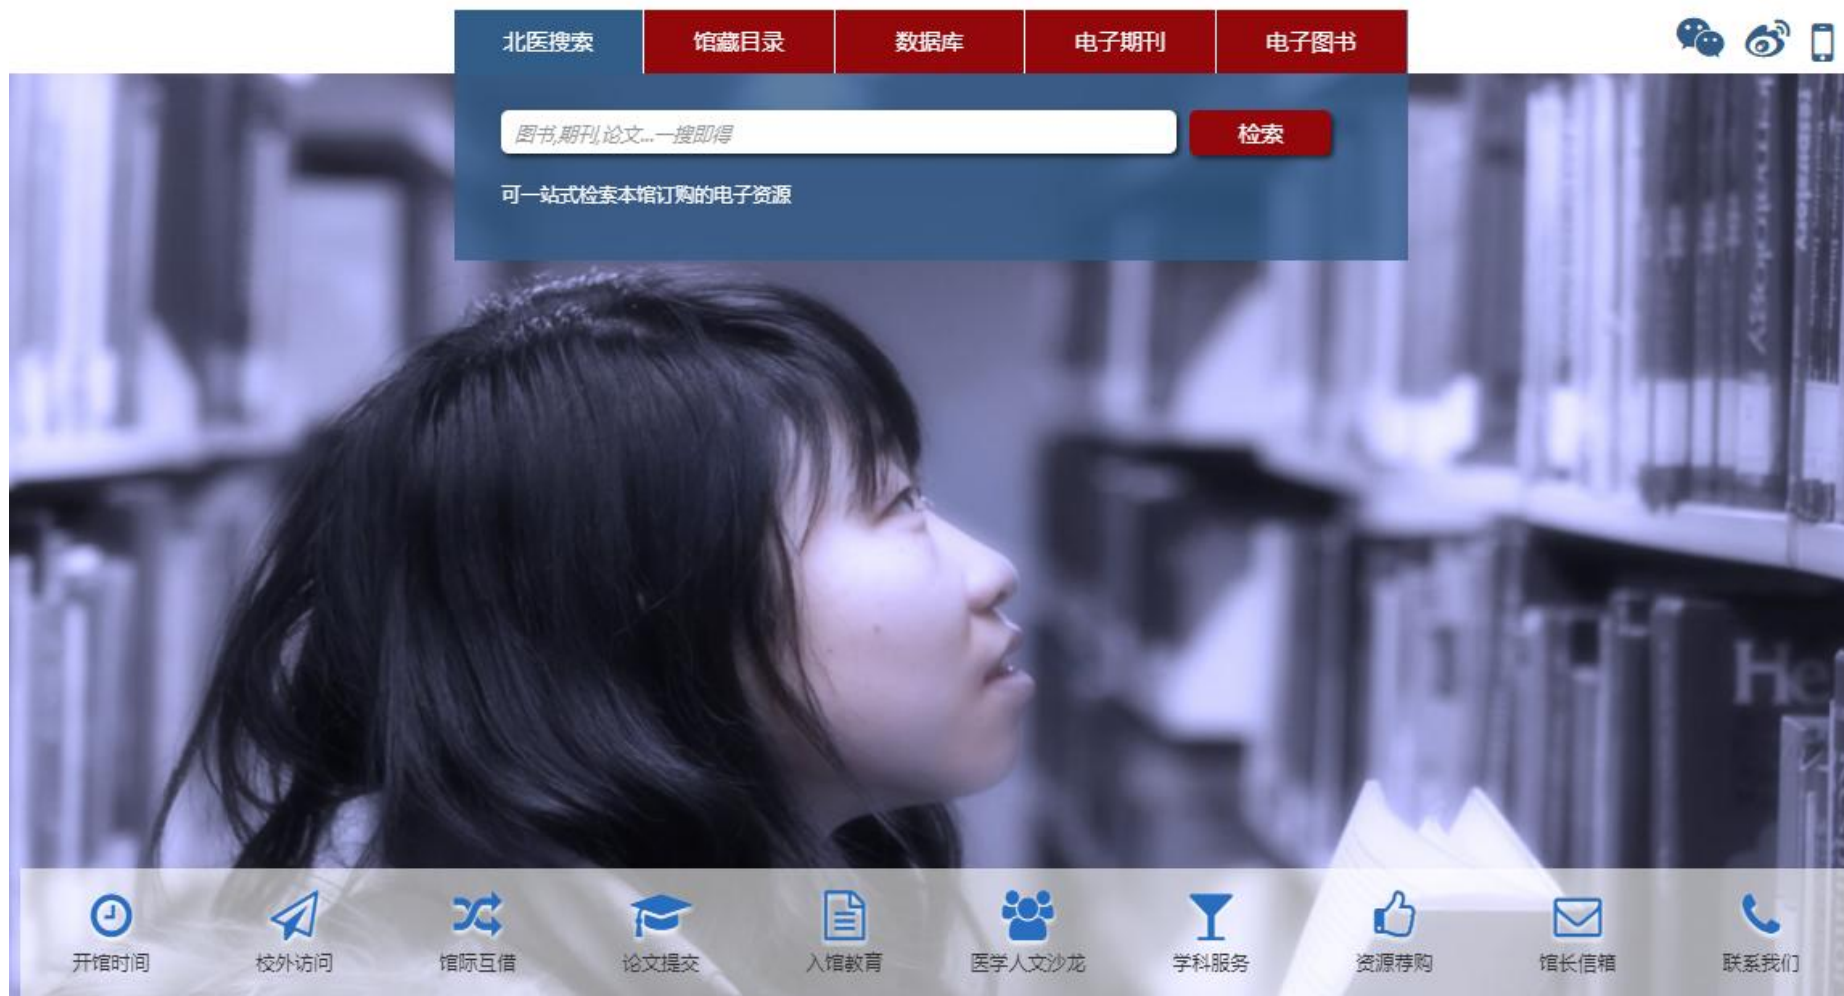 北医搜索
馆藏目录
数据库
电子期刊
电子图书
图书,期刊,论文...一搜即得
检索
可一站式检索本馆订购的电子资源
He
开馆时间
校外访问
馆际互借
论文提交
入馆教育
医学人文沙龙
学科服务
资源荐购
馆长信箱
联系我们